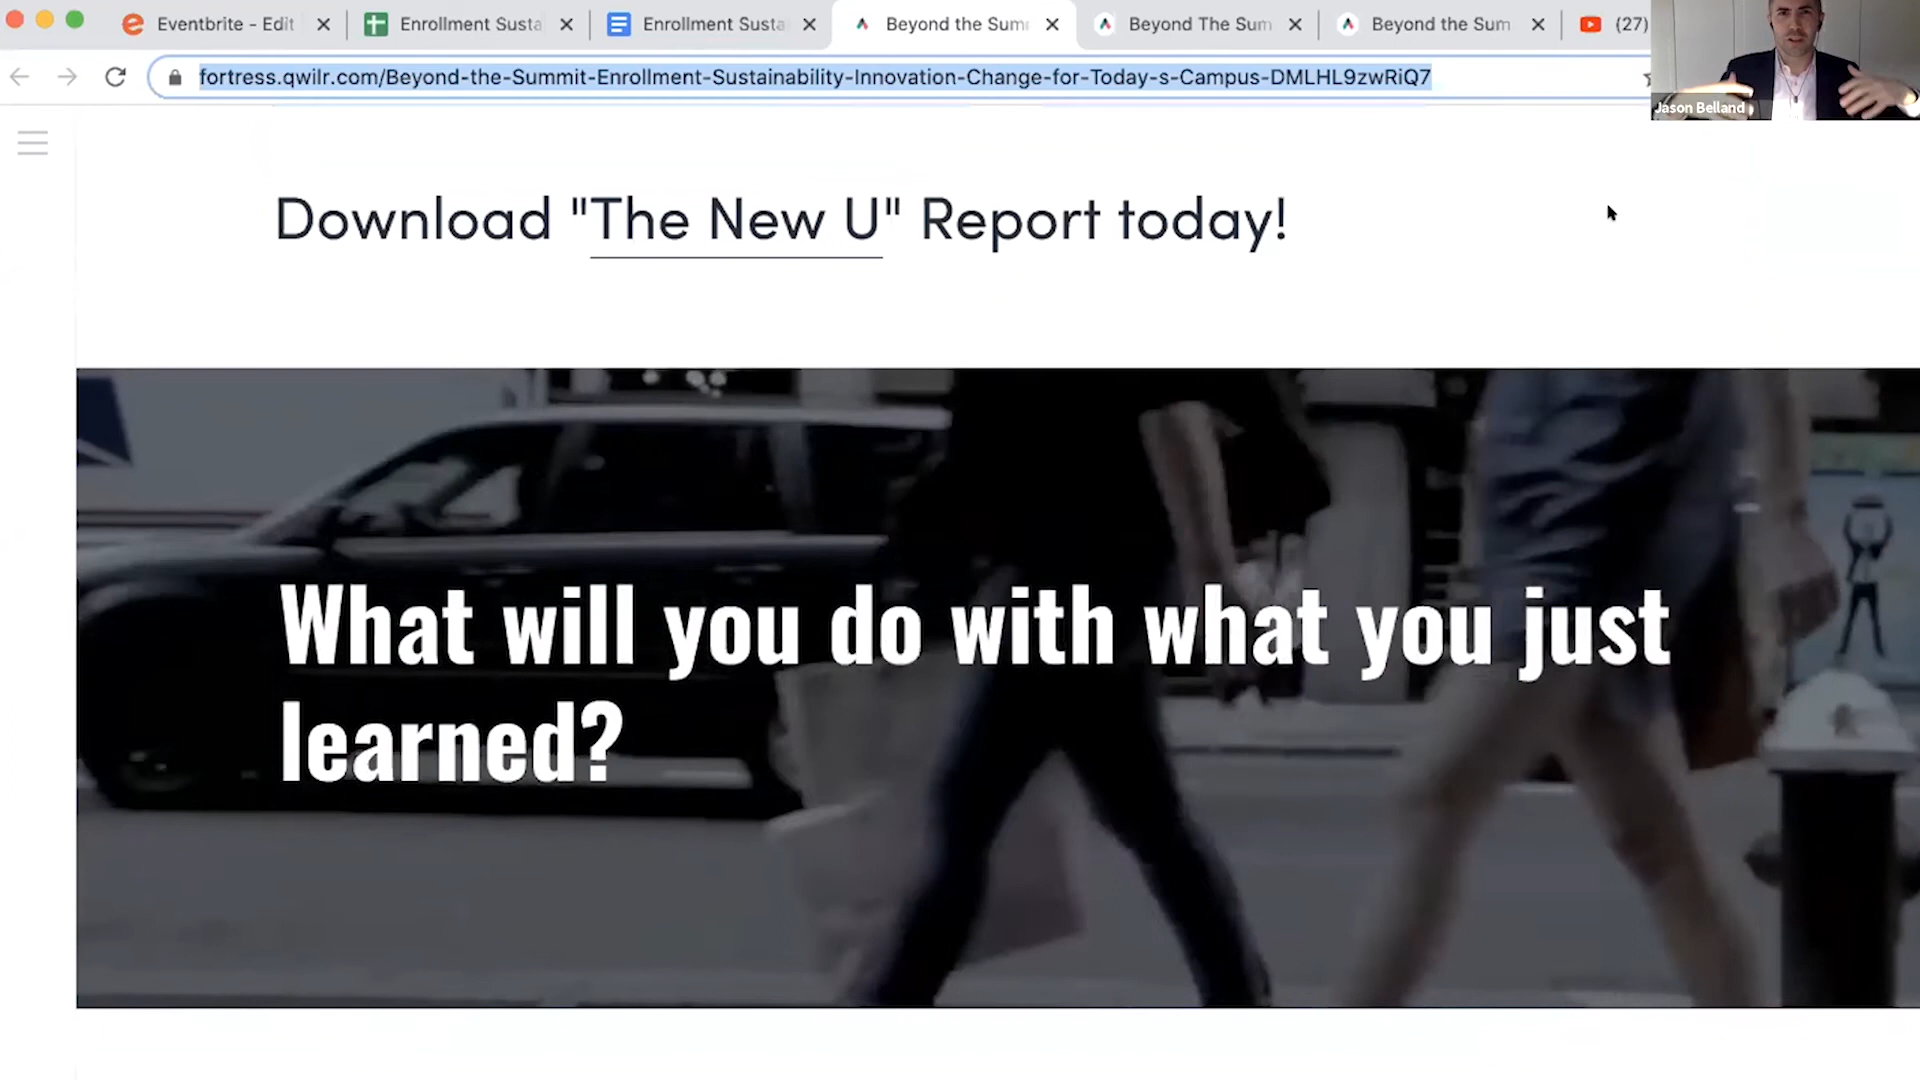 Eventbrite - Edit
Enrollment Susta
Enrollment Susta
Beyond the Sum
Beyond The Sum
Beyond the Sum
(27)
fortress.qwilr.com/Beyond-the-Summit-Enrollment-Sustainability-Innovation-Change-for-Today-s-Campus-DMLHL9zwRiQ7
Jason Belland
Download "The New U" Report today!
What will you do with what you just
learned?